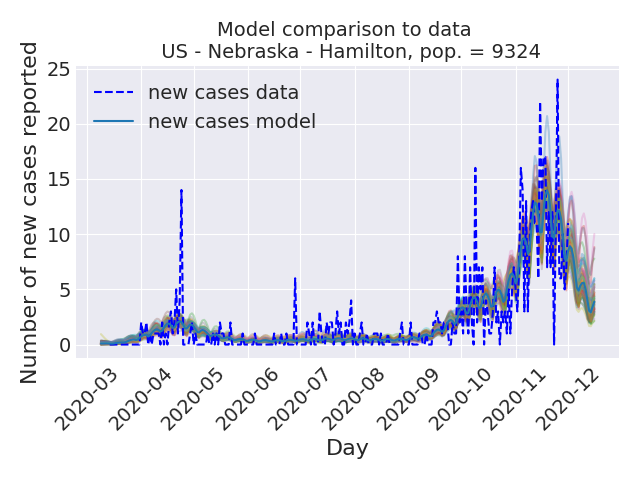 Model comparison to data
US - Nebraska - Hamilton, pop. = 9324
Number of new cases reported
25
20
15
10
5
0
new cases data
new cases model
2020-03
2020-04
2020-05
2020-06
2020-07
2020-08
2020-09
2020-10
2020-11
2020-12
Day